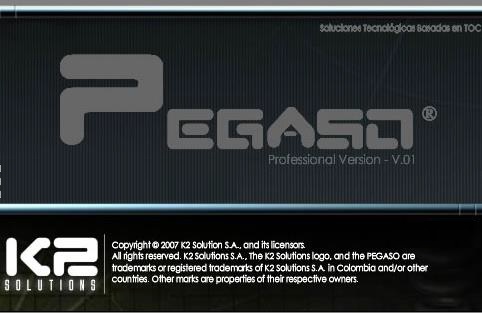 Soluciones Tecnológicas Basadas en TOC
PEGASO®
Professional Version - V.01
K2
SOLUTIONS
Copyright © 2007 K2 Solution S.A., and its licensors.
All rights reserved. K2 Solutions S.A., The K2 Solutions logo, and the PEGASO are
trademarks or registered trademarks of K2 Solutions S.A. in Colombia and/or other
countries. Other marks are properties of their respective owners.